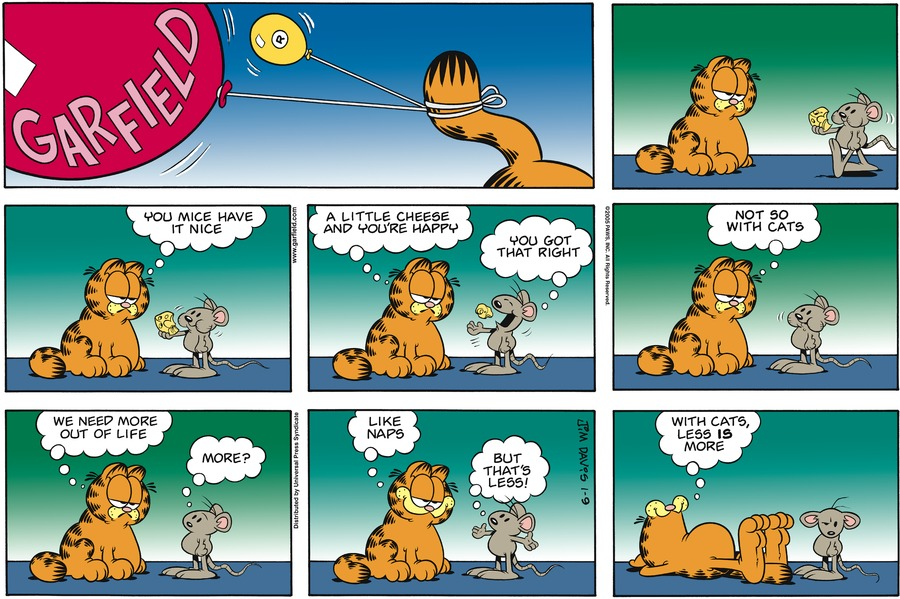 GARFIELD
R
YOU MICE HAVE
IT NICE
www.garfield.com
A LITTLE CHEESE
AND YOU'RE HAPPY
YOU GOT
THAT RIGHT
©2005 PAWS, INC. All Rights Reserved.
NOT SO
WITH CATS
WE NEED MORE
OUT OF LIFE
MORE?
Distributed by Universal Press Syndicate
LIKE
NAPS
BUT
THAT'S
LESS!
JIM DAVIS 1-9
WITH CATS,
LESS IS
MORE